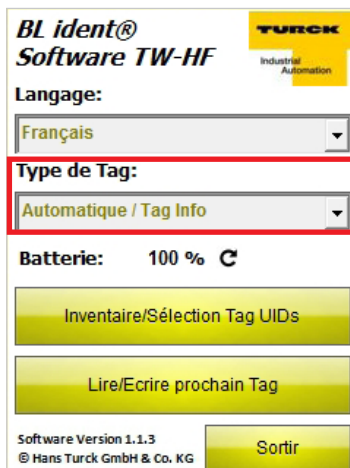 BL ident®
Software TW-HF
TURCK
Industrial
Automation
Langage:
Français
Type de Tag:
Automatique / Tag Info
Batterie: 100 %
Inventaire/Sélection Tag UIDs
Lire/Ecrire prochain Tag
Software Version 1.1.3
© Hans Turck GmbH & Co. KG
Sortir